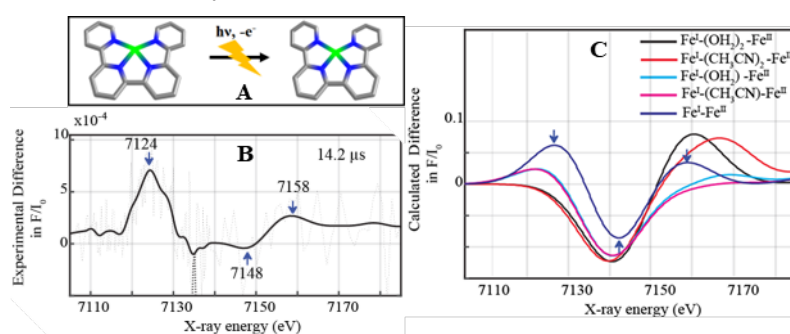 hν, -e⁻
A
C
Feᴵ-(OH₂)₂-Feᴵᴵ
Feᴵ-(CH₃CN)₂-Feᴵᴵ
Feᴵ-(OH₂) -Feᴵᴵ
Feᴵ-(CH₃CN)-Feᴵᴵ
Feᴵ-Feᴵᴵ
10 x10⁻⁴
B
14.2 µs
7124
7158
7148
5
0
Experimental Difference
in F/I₀
7110 7130 7150 7170
X-ray energy (eV)
0.1
0
Calculated Difference
in F/I₀
7110 7130 7150 7170
X-ray energy (eV)